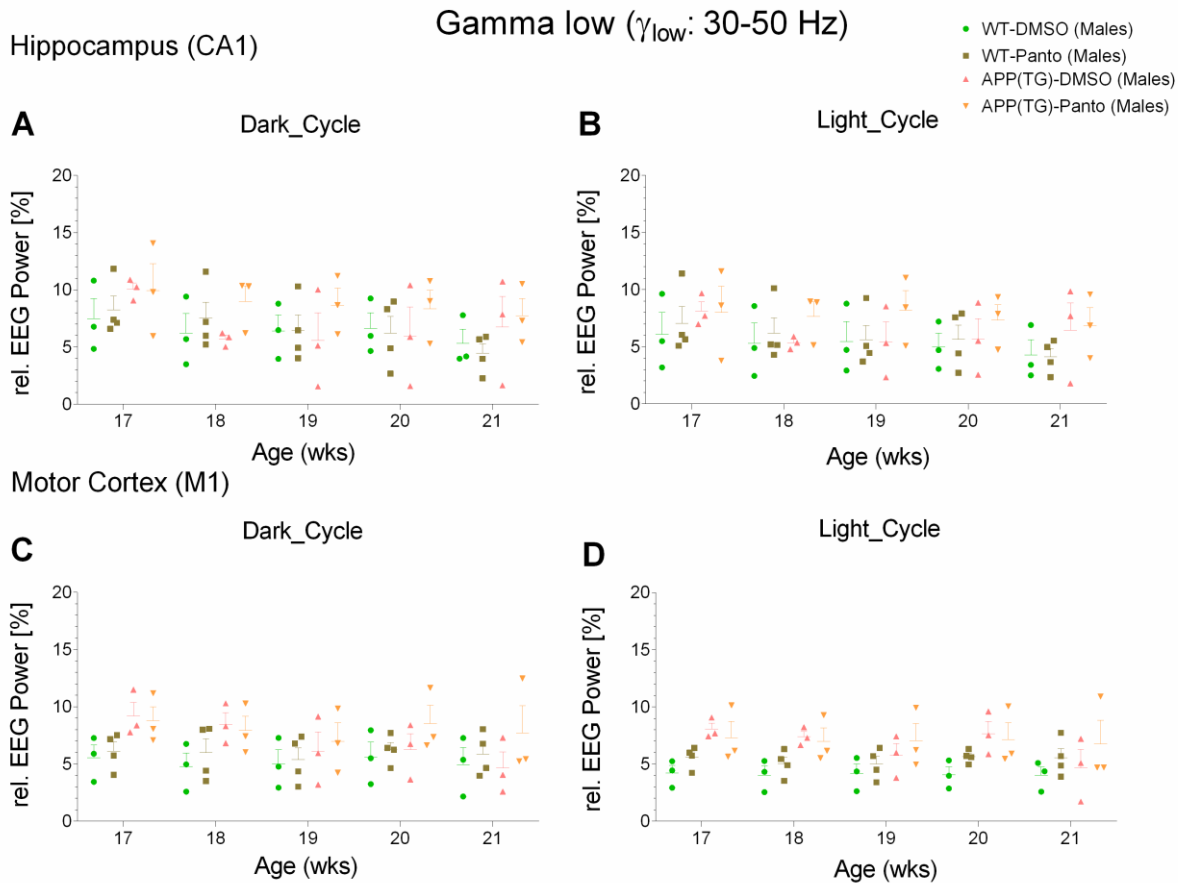 Gamma low (γlow: 30-50 Hz)
Hippocampus (CA1)
WT-DMSO (Males)
WT-Panto (Males)
APP(TG)-DMSO (Males)
APP(TG)-Panto (Males)
A
Dark_Cycle
rel. EEG Power [%]
20
15
10
5
0
17 18 19 20 21
Age (wks)
B
Light_Cycle
rel. EEG Power [%]
20
15
10
5
0
17 18 19 20 21
Age (wks)
Motor Cortex (M1)
C
Dark_Cycle
rel. EEG Power [%]
20
15
10
5
0
17 18 19 20 21
Age (wks)
D
Light_Cycle
rel. EEG Power [%]
20
15
10
5
0
17 18 19 20 21
Age (wks)